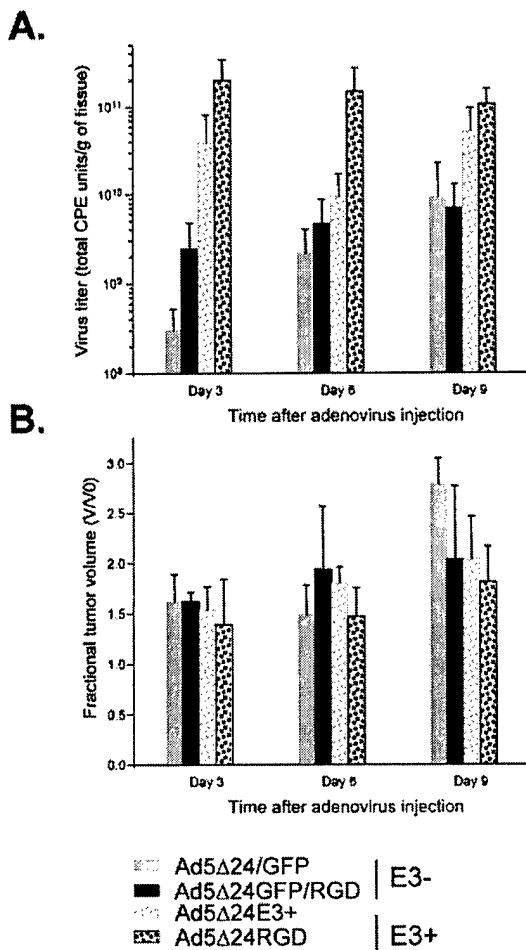 A.
Virus titer (total CPE units/g of tissue)
10¹¹
10¹⁰
10⁹
10⁸
Day 3
Day 6
Day 9
Time after adenovirus injection
B.
Fractional tumor volume (V/V0)
3.0
2.5
2.0
1.5
1.0
0.5
0.0
Day 3
Day 6
Day 9
Time after adenovirus injection
Ad5Δ24/GFP
Ad5Δ24GFP/RGD
E3-
Ad5Δ24E3+
Ad5Δ24RGD
E3+